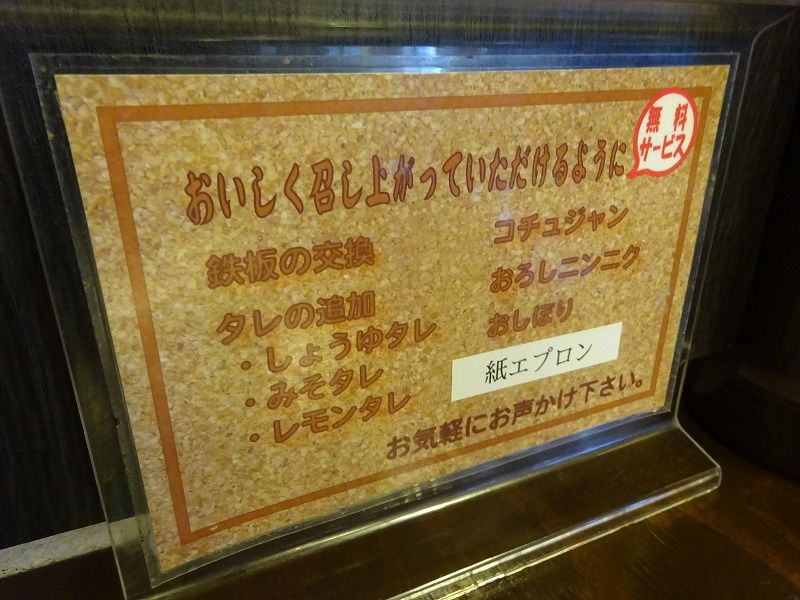 無料
サービス
おいしく召し上がっていただけるように
鉄板の交換
タレの追加
・しょうゆタレ
・みそタレ
・レモンタレ
コチュジャン
おろしニンニク
おしぼり
紙エプロン
お気軽にお声かけ下さい。